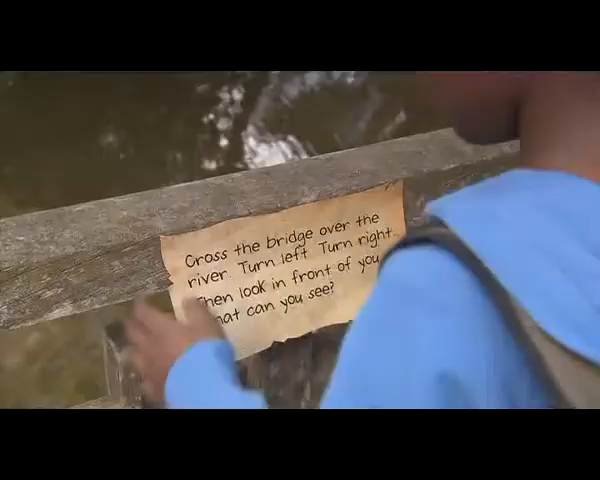 Cross the bridge over the
river. Turn left. Turn right.
Then look in front of you.
What can you see?